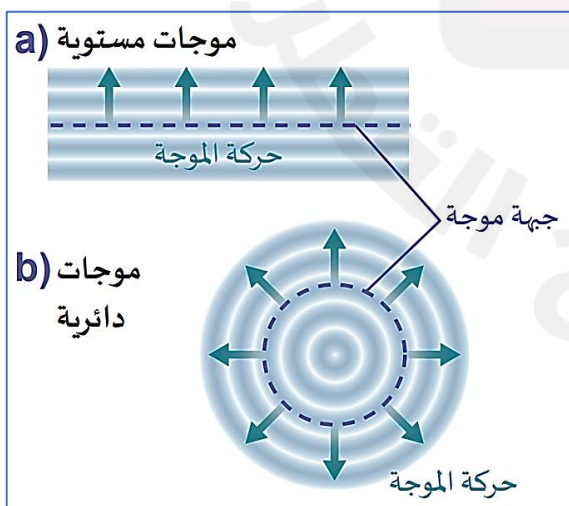 a) موجات مستوية
حركة الموجة
جبهة موجة
b) موجات
دائرية
حركة الموجة